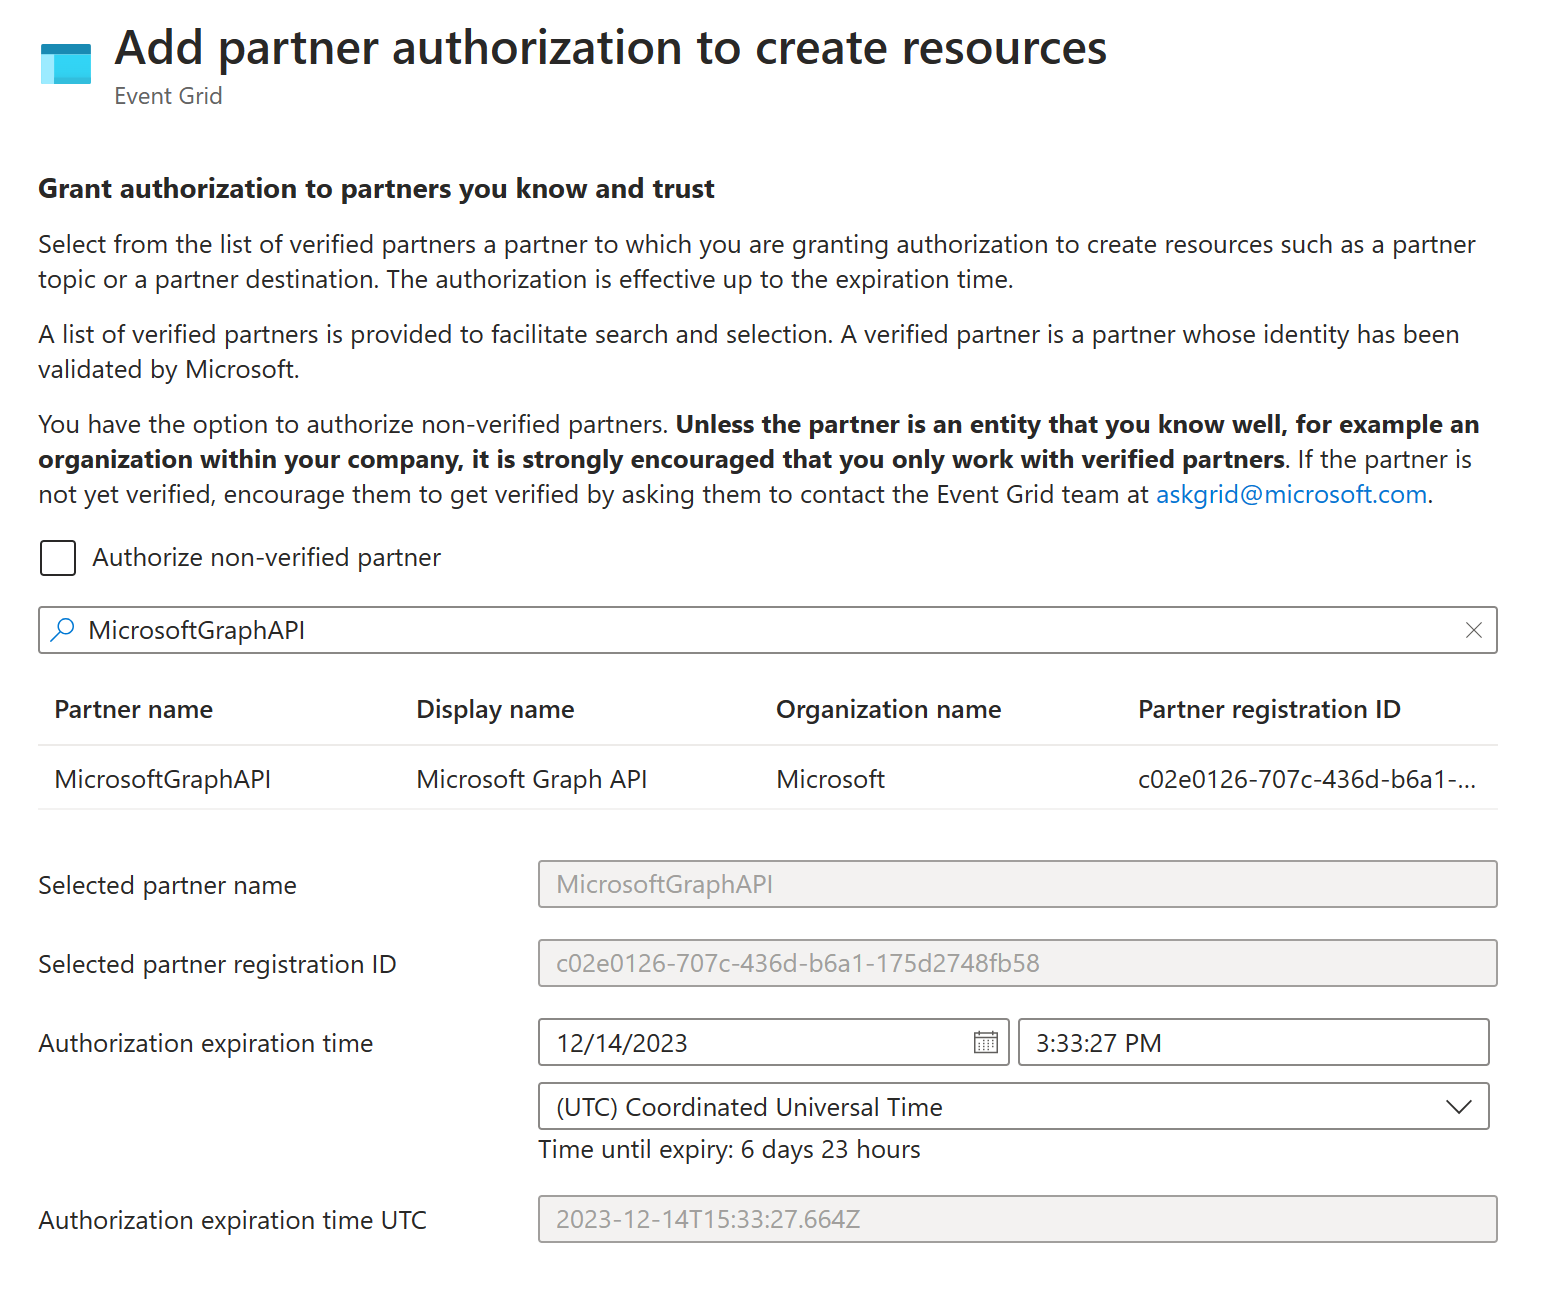 Add partner authorization to create resources
Event Grid
Grant authorization to partners you know and trust
Select from the list of verified partners a partner to which you are granting authorization to create resources such as a partner
topic or a partner destination. The authorization is effective up to the expiration time.
A list of verified partners is provided to facilitate search and selection. A verified partner is a partner whose identity has been
validated by Microsoft.
You have the option to authorize non-verified partners. Unless the partner is an entity that you know well, for example an
organization within your company, it is strongly encouraged that you only work with verified partners. If the partner is
not yet verified, encourage them to get verified by asking them to contact the Event Grid team at askgrid@microsoft.com.
Authorize non-verified partner
MicrosoftGraphAPI
Partner name Display name Organization name Partner registration ID
MicrosoftGraphAPI Microsoft Graph API Microsoft c02e0126-707c-436d-b6a1-...
Selected partner name MicrosoftGraphAPI
Selected partner registration ID c02e0126-707c-436d-b6a1-175d2748fb58
Authorization expiration time 12/14/2023 3:33:27 PM
(UTC) Coordinated Universal Time
Time until expiry: 6 days 23 hours
Authorization expiration time UTC 2023-12-14T15:33:27.664Z